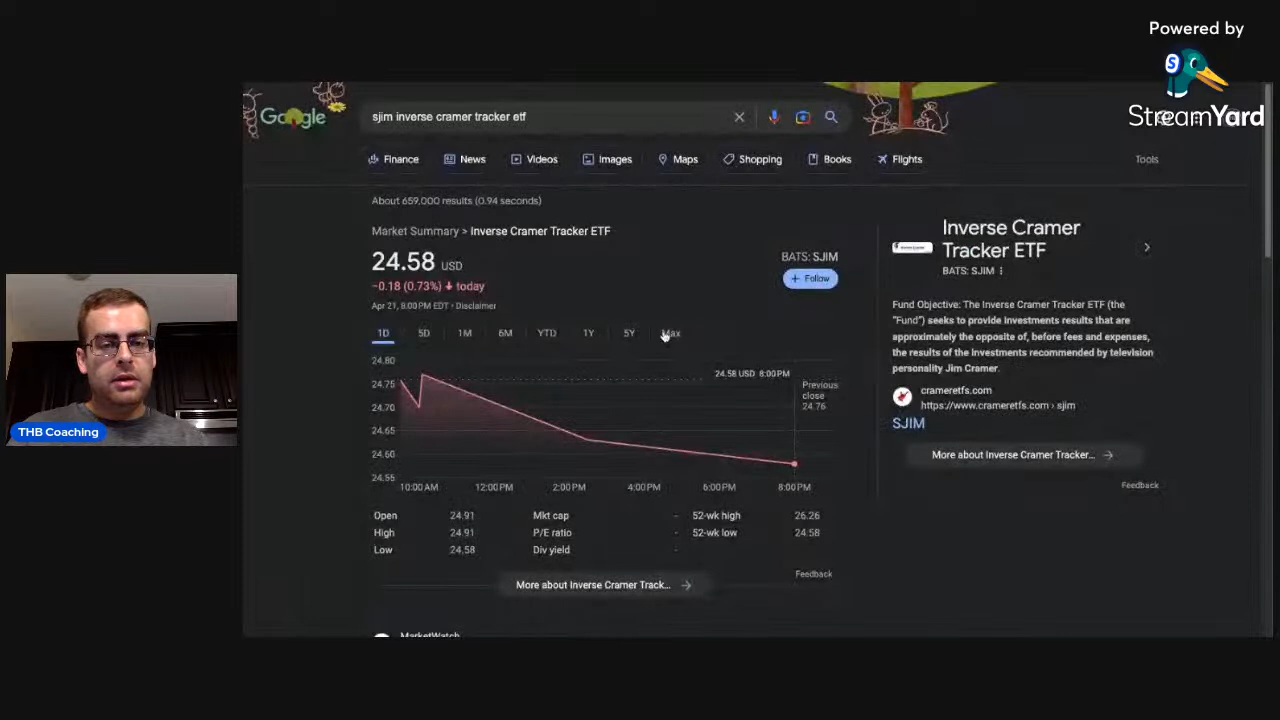 Powered by
StreamYard
Google
sjim inverse cramer tracker etf
Finance
News
Videos
Images
Maps
Shopping
Books
Flights
Tools
About 659,000 results (0.94 seconds)
Market Summary > Inverse Cramer Tracker ETF
24.58 USD
−0.18 (0.73%) ↓ today
Apr 21, 8:00 PM EDT • Disclaimer
BATS: SJIM
+ Follow
1D 5D 1M 6M YTD 1Y 5Y Max
24.80
24.75
24.70
24.65
24.60
24.55
24.58 USD 8:00 PM
Previous
close
24.76
10:00 AM 12:00 PM 2:00 PM 4:00 PM 6:00 PM 8:00 PM
Open 24.91 Mkt cap - 52-wk high 26.26
High 24.91 P/E ratio - 52-wk low 24.58
Low 24.58 Div yield -
Feedback
More about Inverse Cramer Track... →
MarketWatch
Inverse Cramer
Tracker ETF
BATS: SJIM
Fund Objective: The Inverse Cramer Tracker ETF (the
"Fund") seeks to provide investments results that are
approximately the opposite of, before fees and expenses,
the results of the investments recommended by television
personality Jim Cramer.
crameretfs.com
https://www.crameretfs.com › sjim
SJIM
More about Inverse Cramer Tracker... →
Feedback
THB Coaching